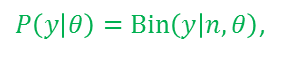 P(y|θ) = Bin(y|n, θ),